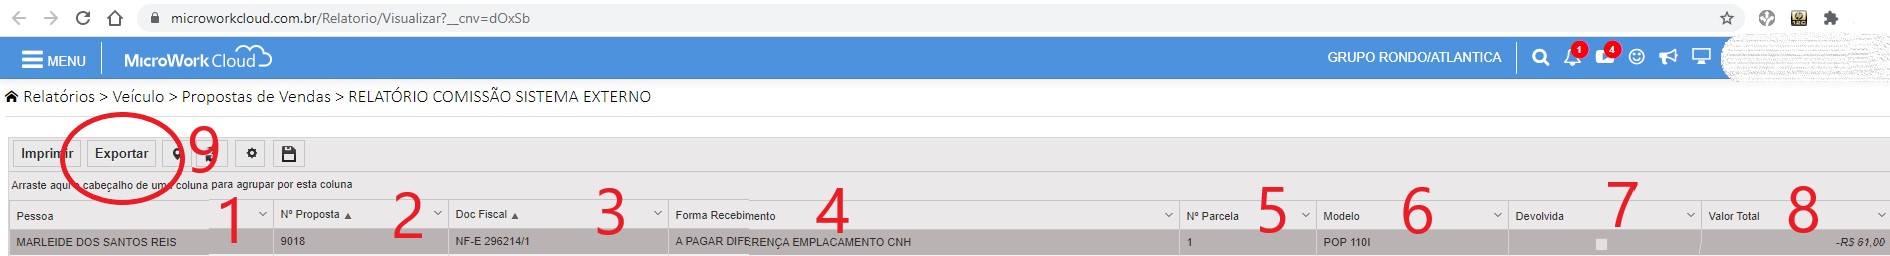 microworkcloud.com.br/Relatorio/Visualizar?__cnv=dOxSb
MENU MicroWork Cloud GRUPO RONDO/ATLANTICA 1 4
Relatórios > Veículo > Propostas de Vendas > RELATÓRIO COMISSÃO SISTEMA EXTERNO
Imprimir Exportar 9
Arraste aqui o cabeçalho de uma coluna para agrupar por esta coluna
Pessoa 1 Nº Proposta 2 Doc Fiscal 3 Forma Recebimento 4 Nº Parcela 5 Modelo 6 Devolvida 7 Valor Total 8
MARLEIDE DOS SANTOS REIS 9018 NF-E 296214/1 A PAGAR DIFERENÇA EMPLACAMENTO CNH 1 POP 110I -R$ 61,00